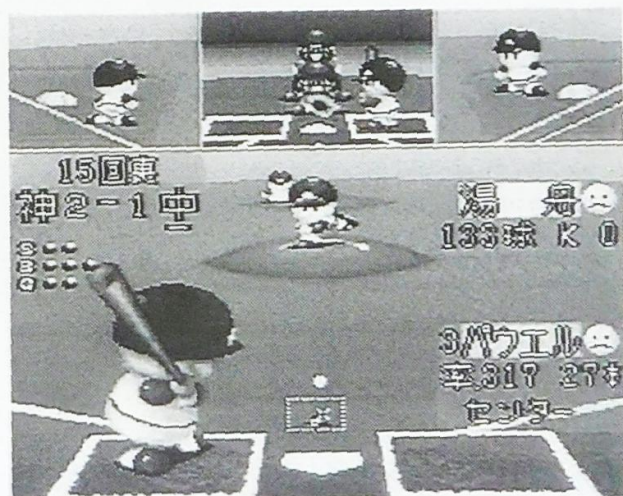 15回裏
神2-1中
S
B
O
湯 舟
133球 K 0
3パウエル
率.317 27本
センター